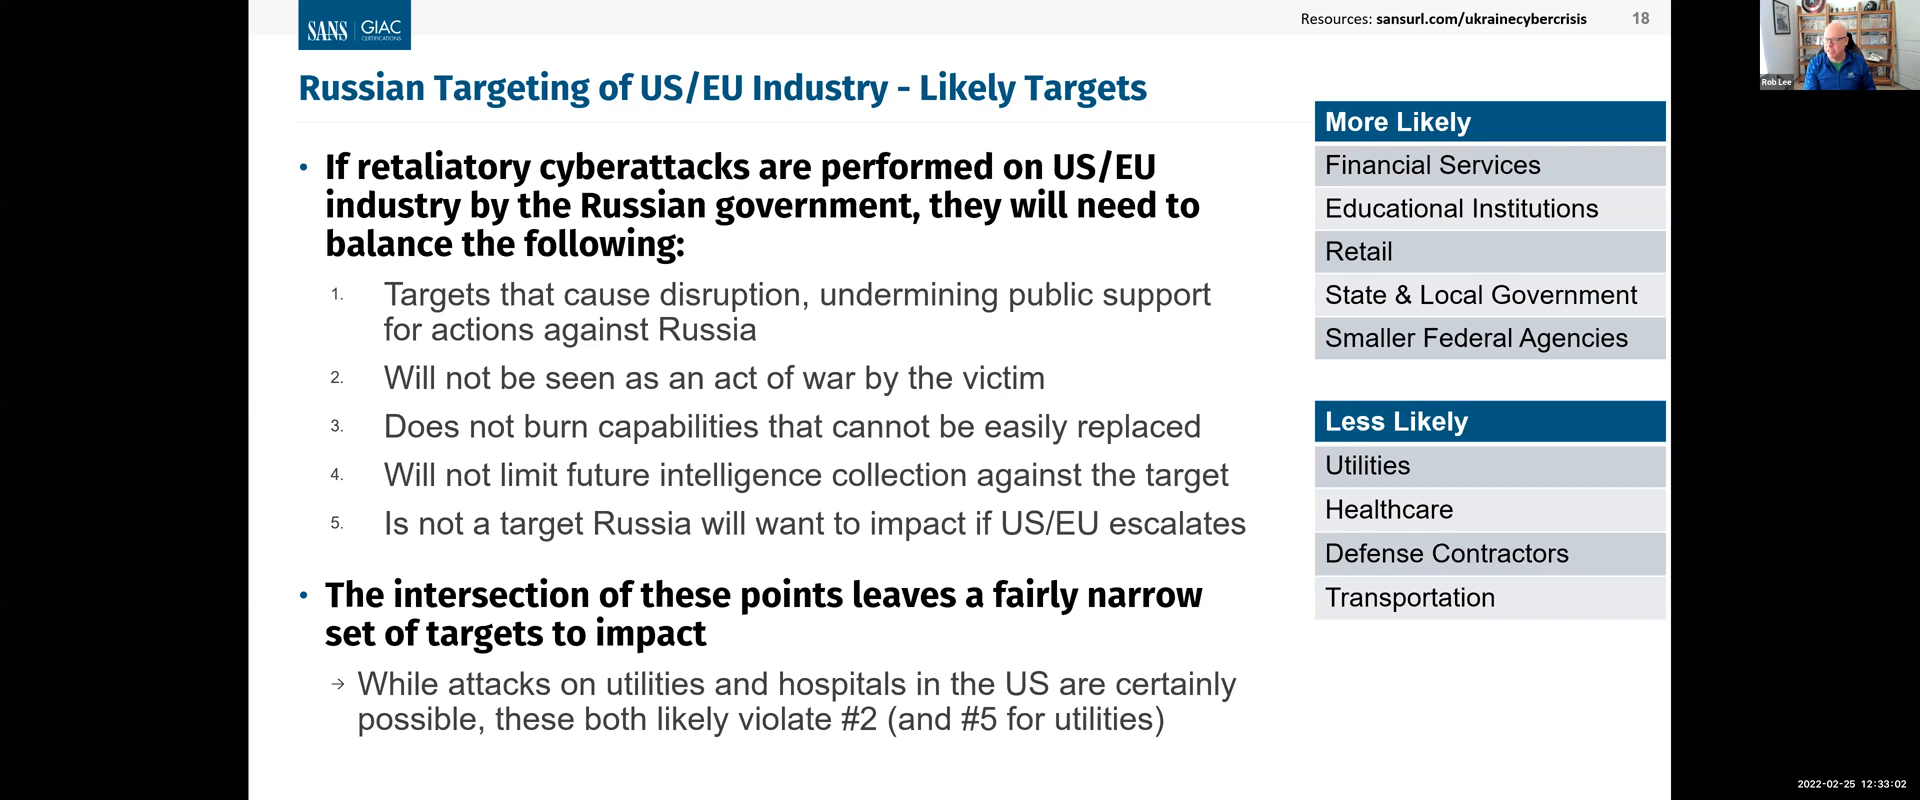 SANS | GIAC
CERTIFICATIONS
Resources: sansurl.com/ukrainecybercrisis
18
Rob Lee
Russian Targeting of US/EU Industry - Likely Targets
• If retaliatory cyberattacks are performed on US/EU
industry by the Russian government, they will need to
balance the following:
1. Targets that cause disruption, undermining public support
for actions against Russia
2. Will not be seen as an act of war by the victim
3. Does not burn capabilities that cannot be easily replaced
4. Will not limit future intelligence collection against the target
5. Is not a target Russia will want to impact if US/EU escalates
• The intersection of these points leaves a fairly narrow
set of targets to impact
→ While attacks on utilities and hospitals in the US are certainly
possible, these both likely violate #2 (and #5 for utilities)
More Likely
Financial Services
Educational Institutions
Retail
State & Local Government
Smaller Federal Agencies
Less Likely
Utilities
Healthcare
Defense Contractors
Transportation
2022-02-25 12:33:02